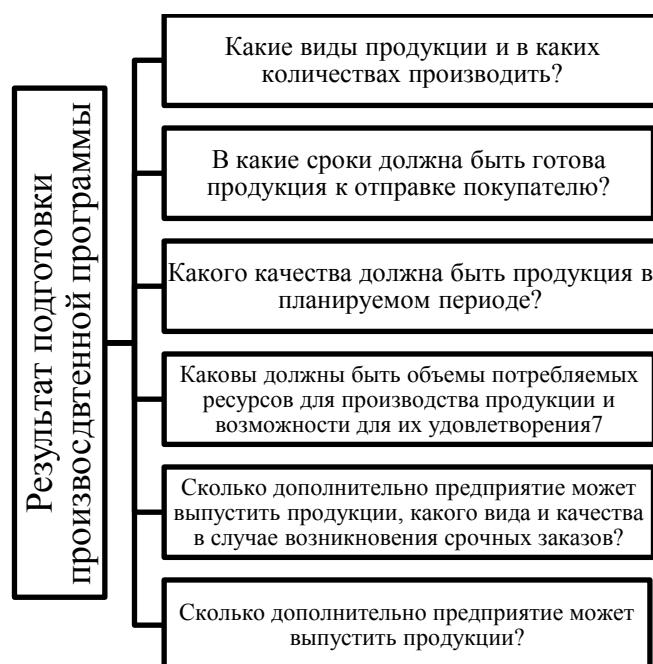 Результат подготовки
произвосдвтенной программы
Какие виды продукции и в каких
количествах производить?
В какие сроки должна быть готова
продукция к отправке покупателю?
Какого качества должна быть продукция в
планируемом периоде?
Каковы должны быть объемы потребляемых
ресурсов для производства продукции и
возможности для их удовлетворения7
Сколько дополнительно предприятие может
выпустить продукции, какого вида и качества
в случае возникновения срочных заказов?
Сколько дополнительно предприятие может
выпустить продукции?